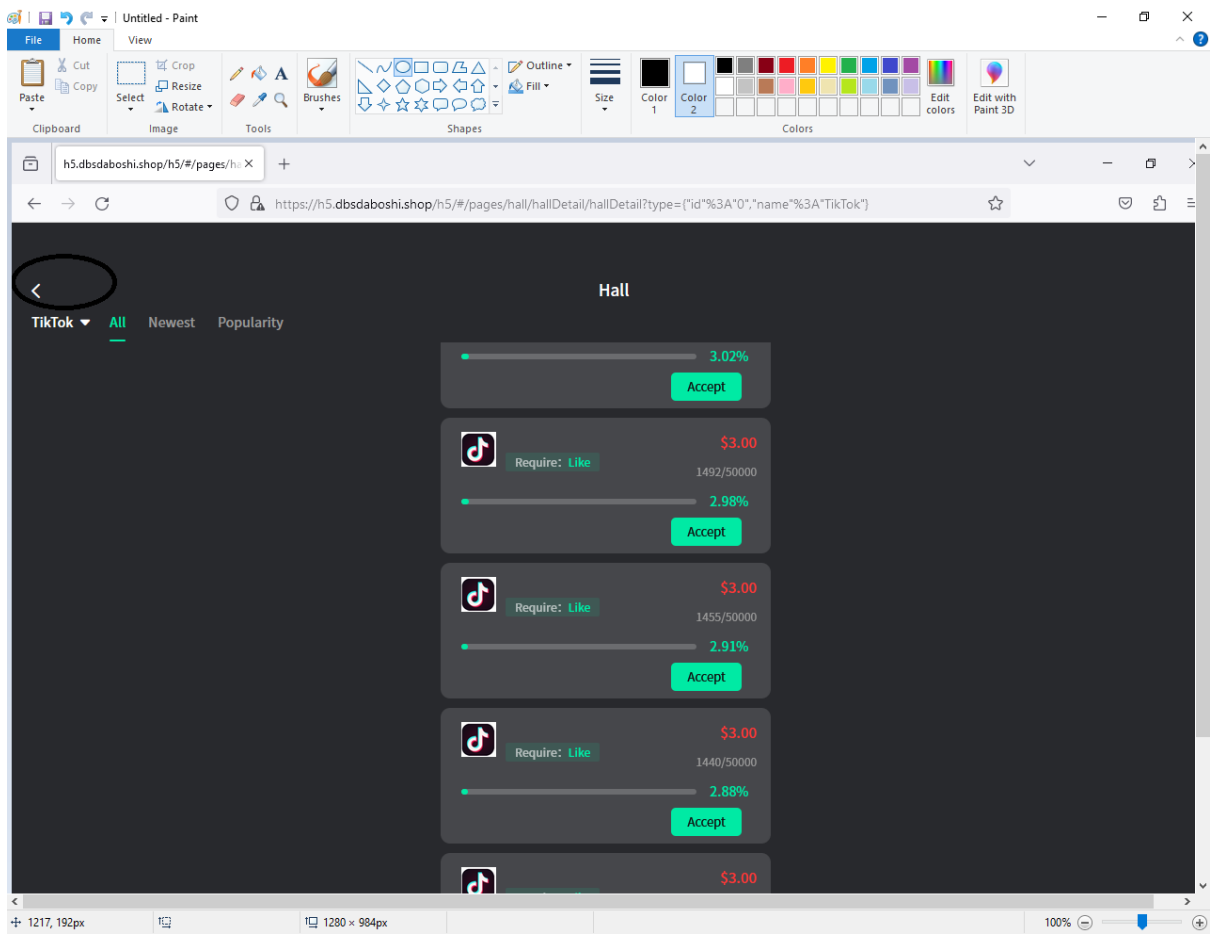 Untitled - Paint
File Home View
Paste
Cut
Copy
Clipboard
Select
Crop
Resize
Rotate
Image
A
Tools
Brushes
Outline
Fill
Shapes
Size
Color 1
Color 2
Colors
Edit colors
Edit with Paint 3D
h5.dbsdaboshi.shop/h5/#/pages/ha
https://h5.dbsdaboshi.shop/h5/#/pages/hall/hallDetail/hallDetail?type={"id"%3A"0","name"%3A"TikTok"}
Hall
TikTok All Newest Popularity
3.02%
Accept
$3.00
Require: Like
1492/50000
2.98%
Accept
$3.00
Require: Like
1455/50000
2.91%
Accept
$3.00
Require: Like
1440/50000
2.88%
Accept
$3.00
1217, 192px 1280 × 984px 100%